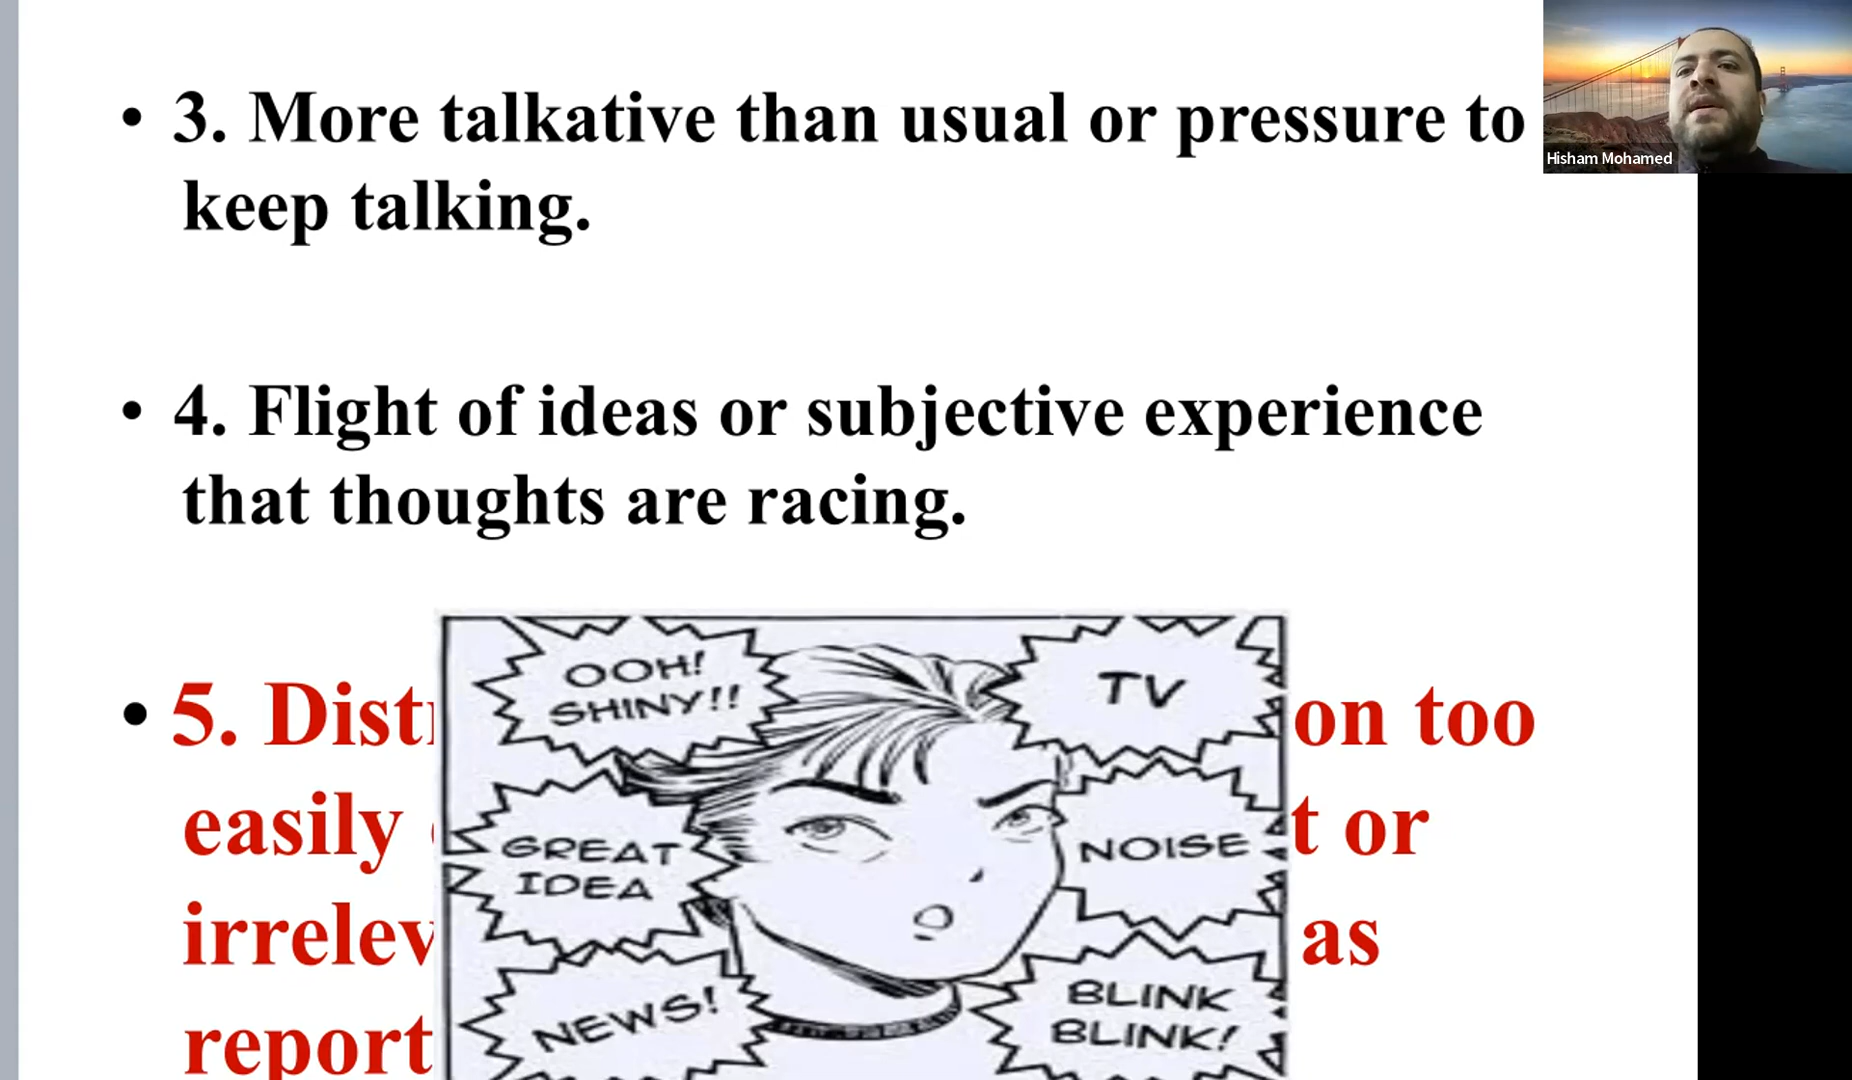 • 3. More talkative than usual or pressure to
keep talking.
Hisham Mohamed
• 4. Flight of ideas or subjective experience
that thoughts are racing.
• 5. on too
easily t or
as
report
OOH!
SHINY!!
TV
GREAT
IDEA
NOISE
NEWS!
BLINK
BLINK!